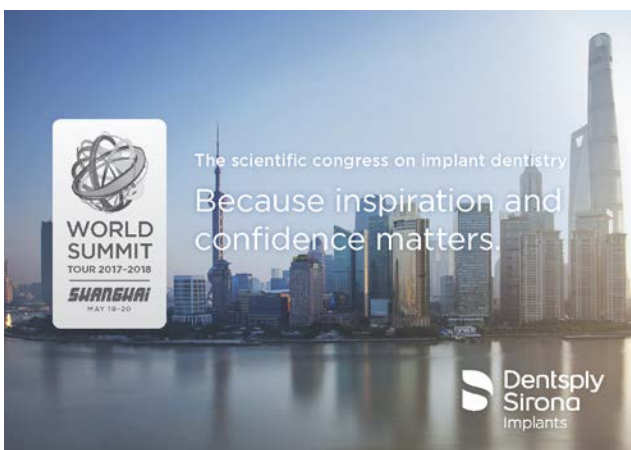 WORLD
SUMMIT
TOUR 2017-2018
SHANGHAI
MAY 19-20
The scientific congress on implant dentistry
Because inspiration and
confidence matters.
Dentsply
Sirona
Implants